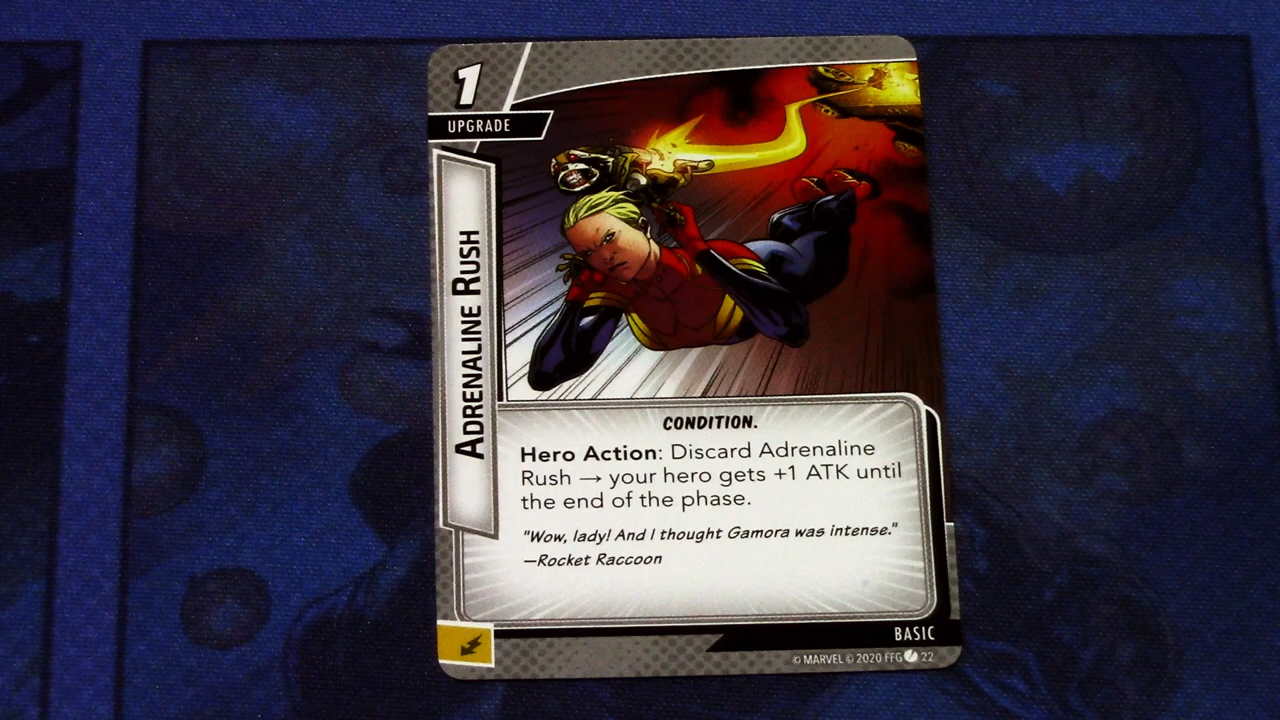 1
UPGRADE
ADRENALINE RUSH
CONDITION.
Hero Action: Discard Adrenaline
Rush → your hero gets +1 ATK until
the end of the phase.
"Wow, lady! And I thought Gamora was intense."
—Rocket Raccoon
BASIC
© MARVEL © 2020 FFG 22